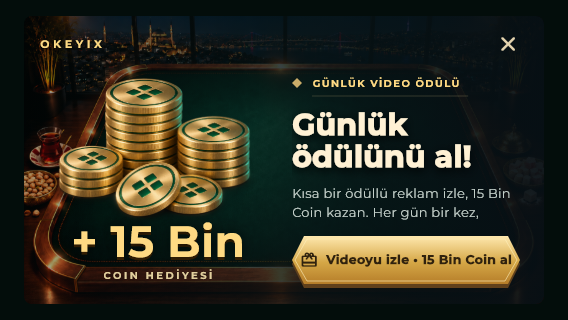 OKEYIX
GÜNLÜK VİDEO ÖDÜLÜ
Günlük
ödülünü al!
Kısa bir ödüllü reklam izle, 15 Bin
Coin kazan. Her gün bir kez,
+ 15 Bin
COIN HEDİYESİ
Videoyu izle • 15 Bin Coin al